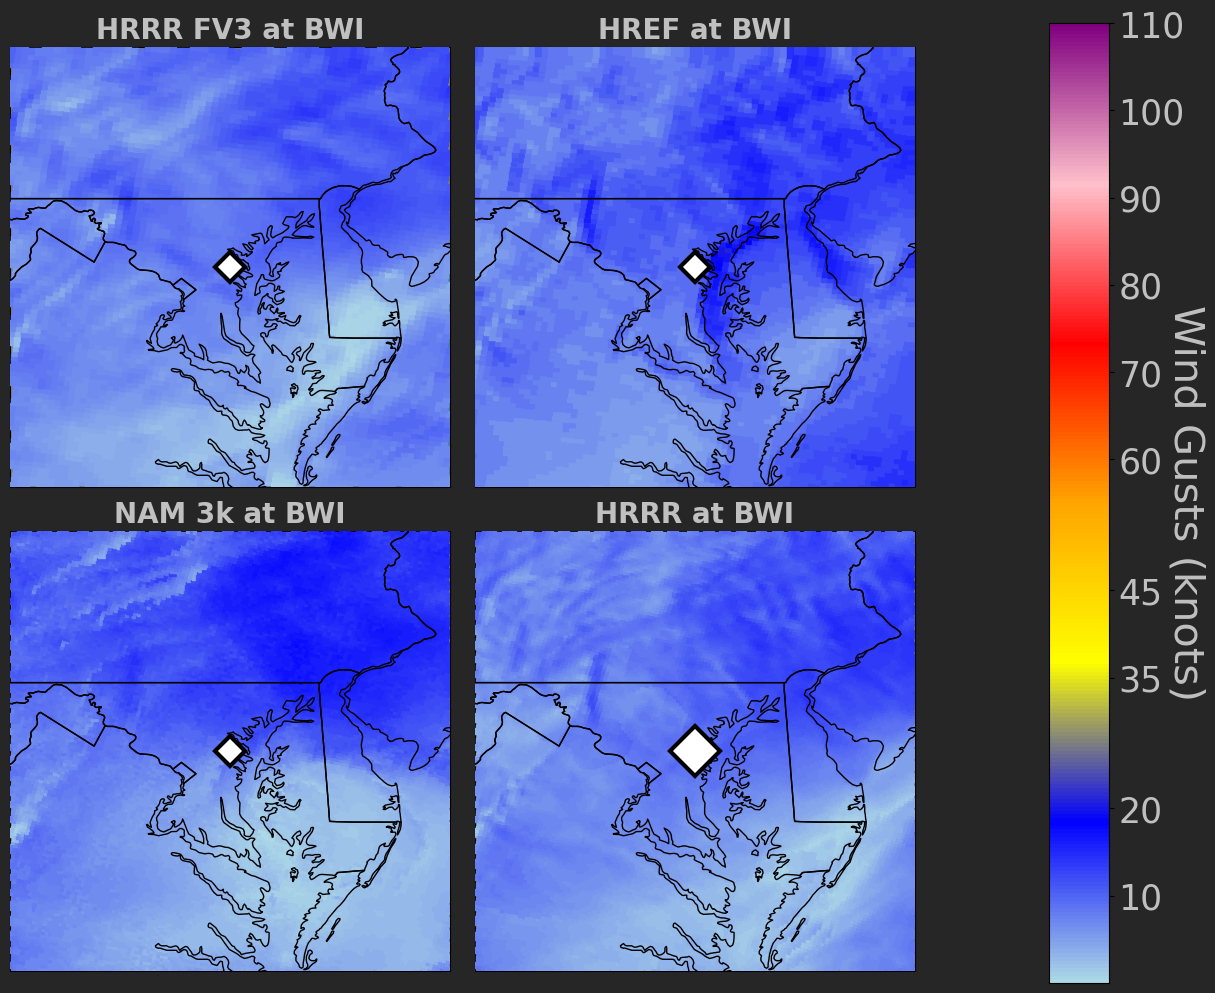 HRRR FV3 at BWI
HREF at BWI
NAM 3k at BWI
HRRR at BWI
110
100
90
80
70
60
45
35
20
10
Wind Gusts (knots)